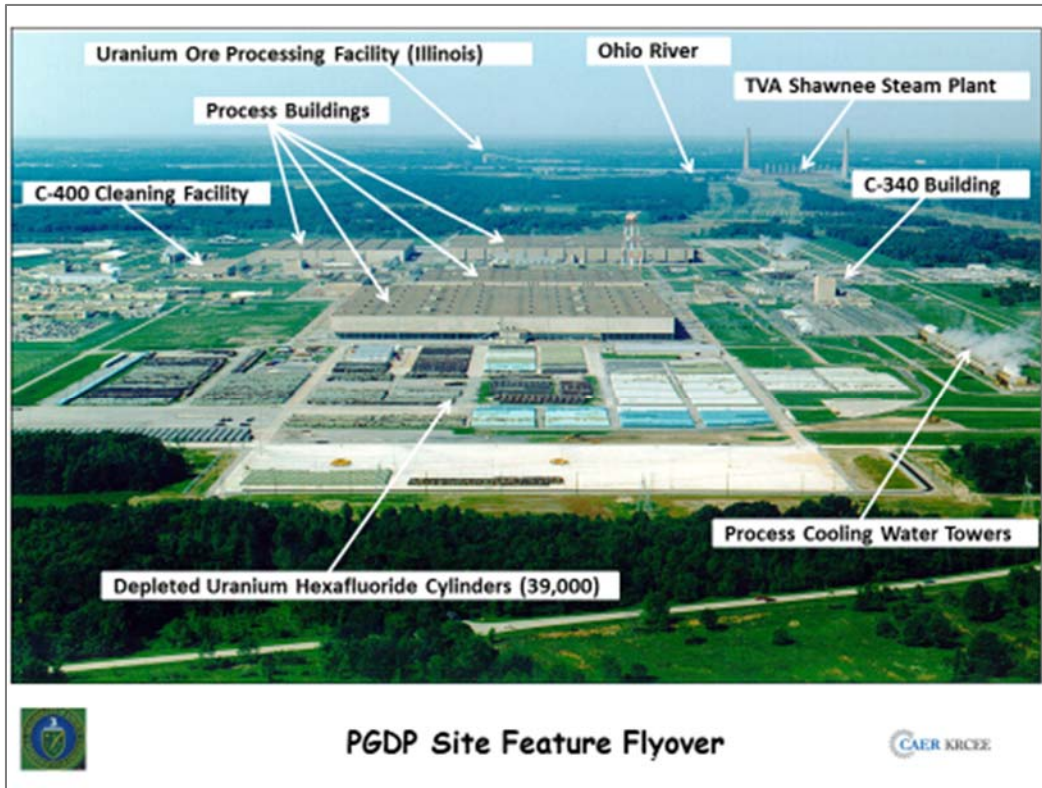 Uranium Ore Processing Facility (Illinois)
Ohio River
TVA Shawnee Steam Plant
Process Buildings
C-400 Cleaning Facility
C-340 Building
Process Cooling Water Towers
Depleted Uranium Hexafluoride Cylinders (39,000)
PGDP Site Feature Flyover
CAER KRCEE